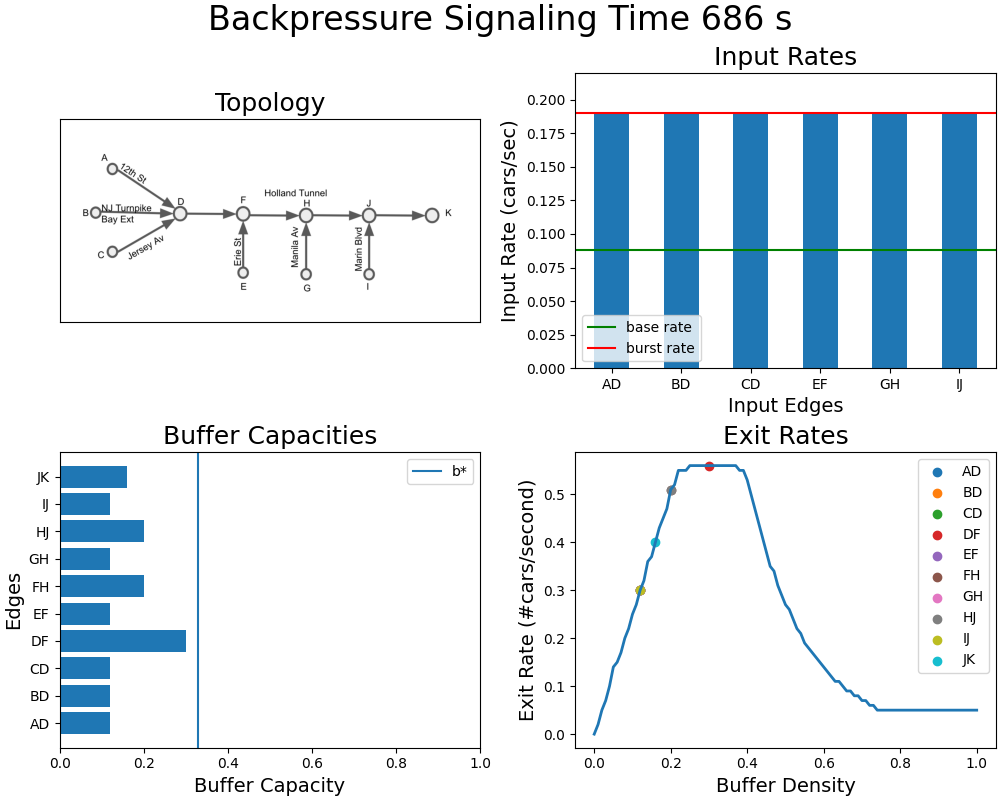 Backpressure Signaling Time 686 s
Topology
A
12th St
B
NJ Turnpike
Bay Ext
C
Jersey Av
D
F
Erie St
E
Holland Tunnel
H
Manila Av
G
J
Marin Blvd
I
K
Input Rates
Input Rate (cars/sec)
0.200
0.175
0.150
0.125
0.100
0.075
0.050
0.025
0.000
base rate
burst rate
AD BD CD EF GH IJ
Input Edges
Buffer Capacities
Edges
JK
IJ
HJ
GH
FH
EF
DF
CD
BD
AD
b*
0.0 0.2 0.4 0.6 0.8 1.0
Buffer Capacity
Exit Rates
Exit Rate (#cars/second)
0.5
0.4
0.3
0.2
0.1
0.0
AD
BD
CD
DF
EF
FH
GH
HJ
IJ
JK
0.0 0.2 0.4 0.6 0.8 1.0
Buffer Density